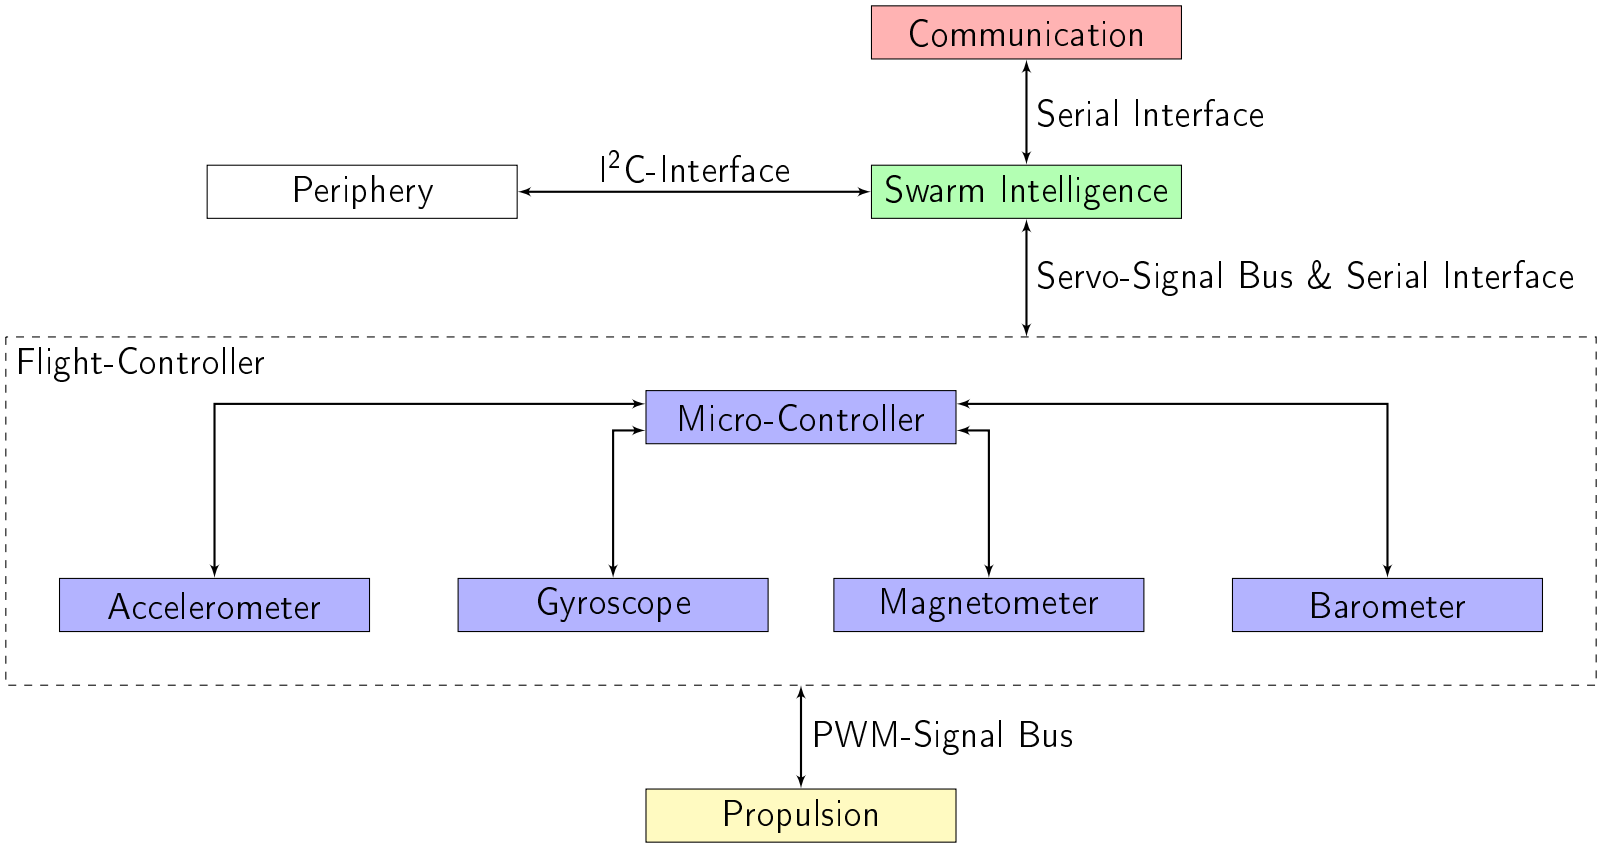 Communication
Serial Interface
I²C-Interface
Periphery
Swarm Intelligence
Servo-Signal Bus & Serial Interface
Flight-Controller
Micro-Controller
Accelerometer
Gyroscope
Magnetometer
Barometer
PWM-Signal Bus
Propulsion